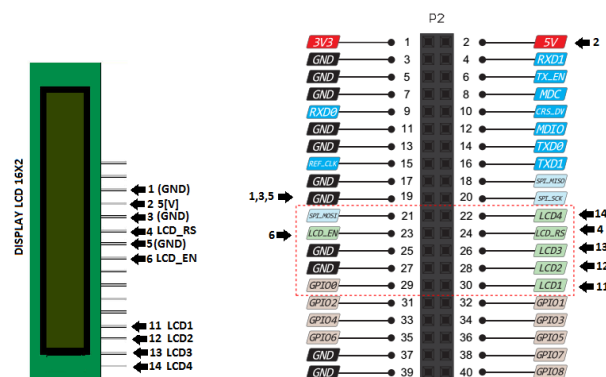 P2
3V3 1 2 5V 2
GND 3 4 RXD1
GND 5 6 TX_EN
GND 7 8 MDC
RXD0 9 10 CRS_DV
GND 11 12 MDIO
GND 13 14 TXD0
REF_CLK 15 16 TXD1
GND 17 18 SPI_MISO
1,3,5 GND 19 20 SPI_SCK
SPI_MOSI 21 22 LCD4 14
6 LCD_EN 23 24 LCD_RS 4
GND 25 26 LCD3 13
GND 27 28 LCD2 12
GPIO0 29 30 LCD1 11
GPIO2 31 32 GPIO1
GPIO4 33 34 GPIO3
GPIO6 35 36 GPIO5
GND 37 38 GPIO7
GND 39 40 GPIO8
DISPLAY LCD 16X2
1 (GND)
2 5[V]
3 (GND)
4 LCD_RS
5(GND)
6 LCD_EN
11 LCD1
12 LCD2
13 LCD3
14 LCD4